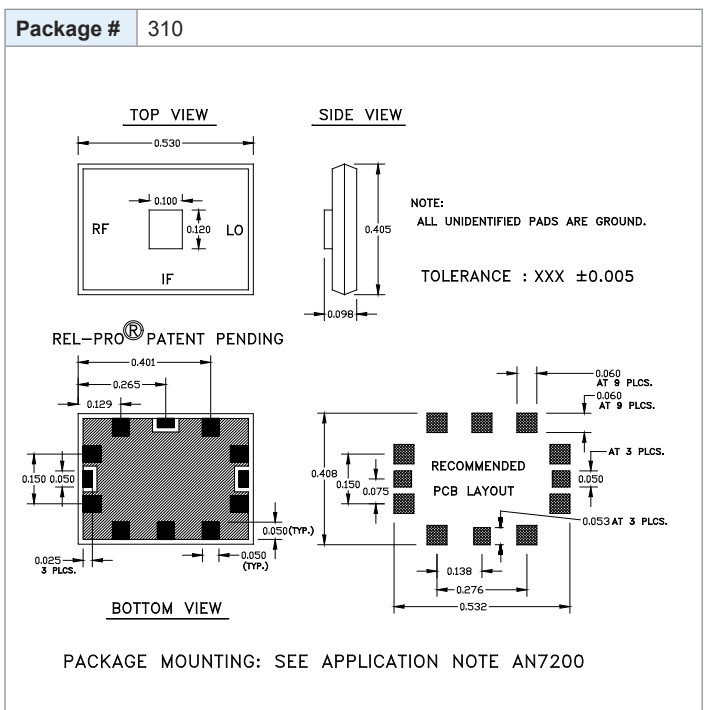 Package # 310
TOP VIEW SIDE VIEW
0.530
0.100
0.120
RF LO
IF
0.405
0.098
NOTE:
ALL UNIDENTIFIED PADS ARE GROUND.
TOLERANCE : XXX ±0.005
REL-PRO® PATENT PENDING
0.401
0.265
0.129
0.150 0.050
0.025
3 PLCS.
0.050(TYP.)
0.050
(TYP.)
BOTTOM VIEW
0.060
AT 9 PLCS.
0.060
AT 9 PLCS.
0.408
0.150
0.075
RECOMMENDED
PCB LAYOUT
AT 3 PLCS.
0.050
0.053 AT 3 PLCS.
0.138
0.276
0.532
PACKAGE MOUNTING: SEE APPLICATION NOTE AN7200